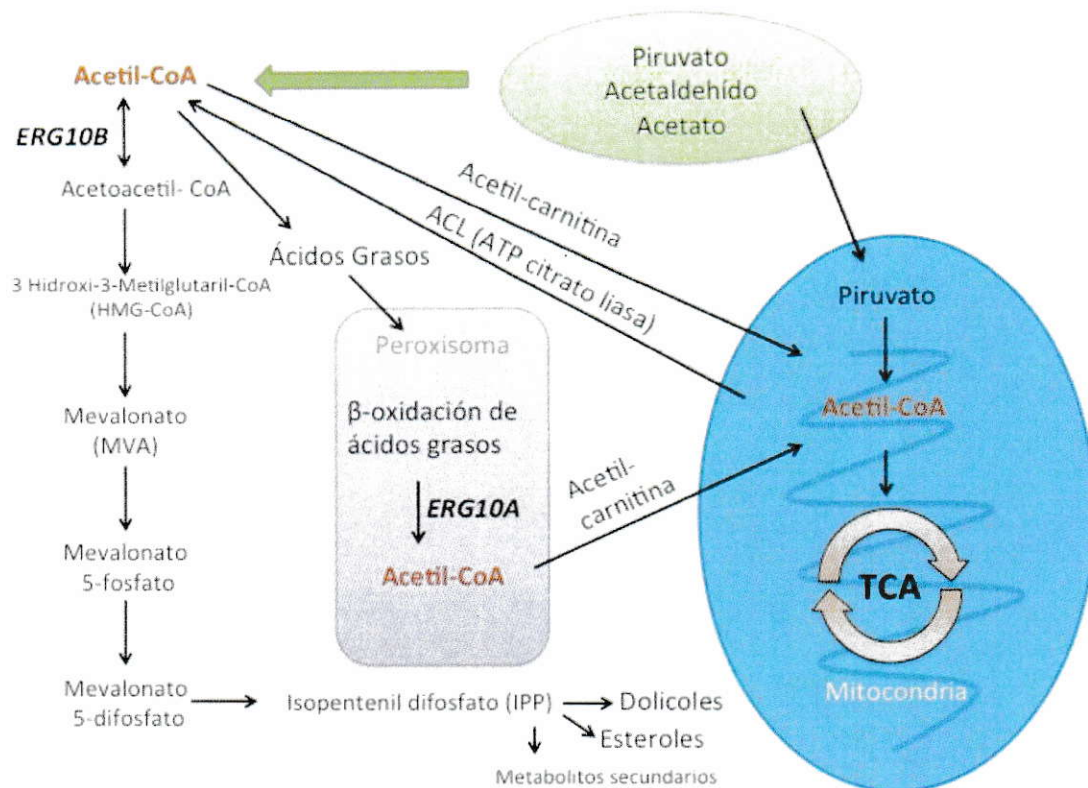 Acetil-CoA
Piruvato
Acetaldehído
Acetato
ERG10B
Acetoacetil- CoA
3 Hidroxi-3-Metilglutaril-CoA
(HMG-CoA)
Mevalonato
(MVA)
Mevalonato
5-fosfato
Mevalonato
5-difosfato
Isopentenil difosfato (IPP)
Dolicoles
Esteroles
Metabolitos secundarios
Ácidos Grasos
Peroxisoma
β-oxidación de
ácidos grasos
ERG10A
Acetil-CoA
Acetil-carnitina
ACL (ATP citrato liasa)
Acetil-
carnitina
Piruvato
Acetil-CoA
TCA
Mitocondria